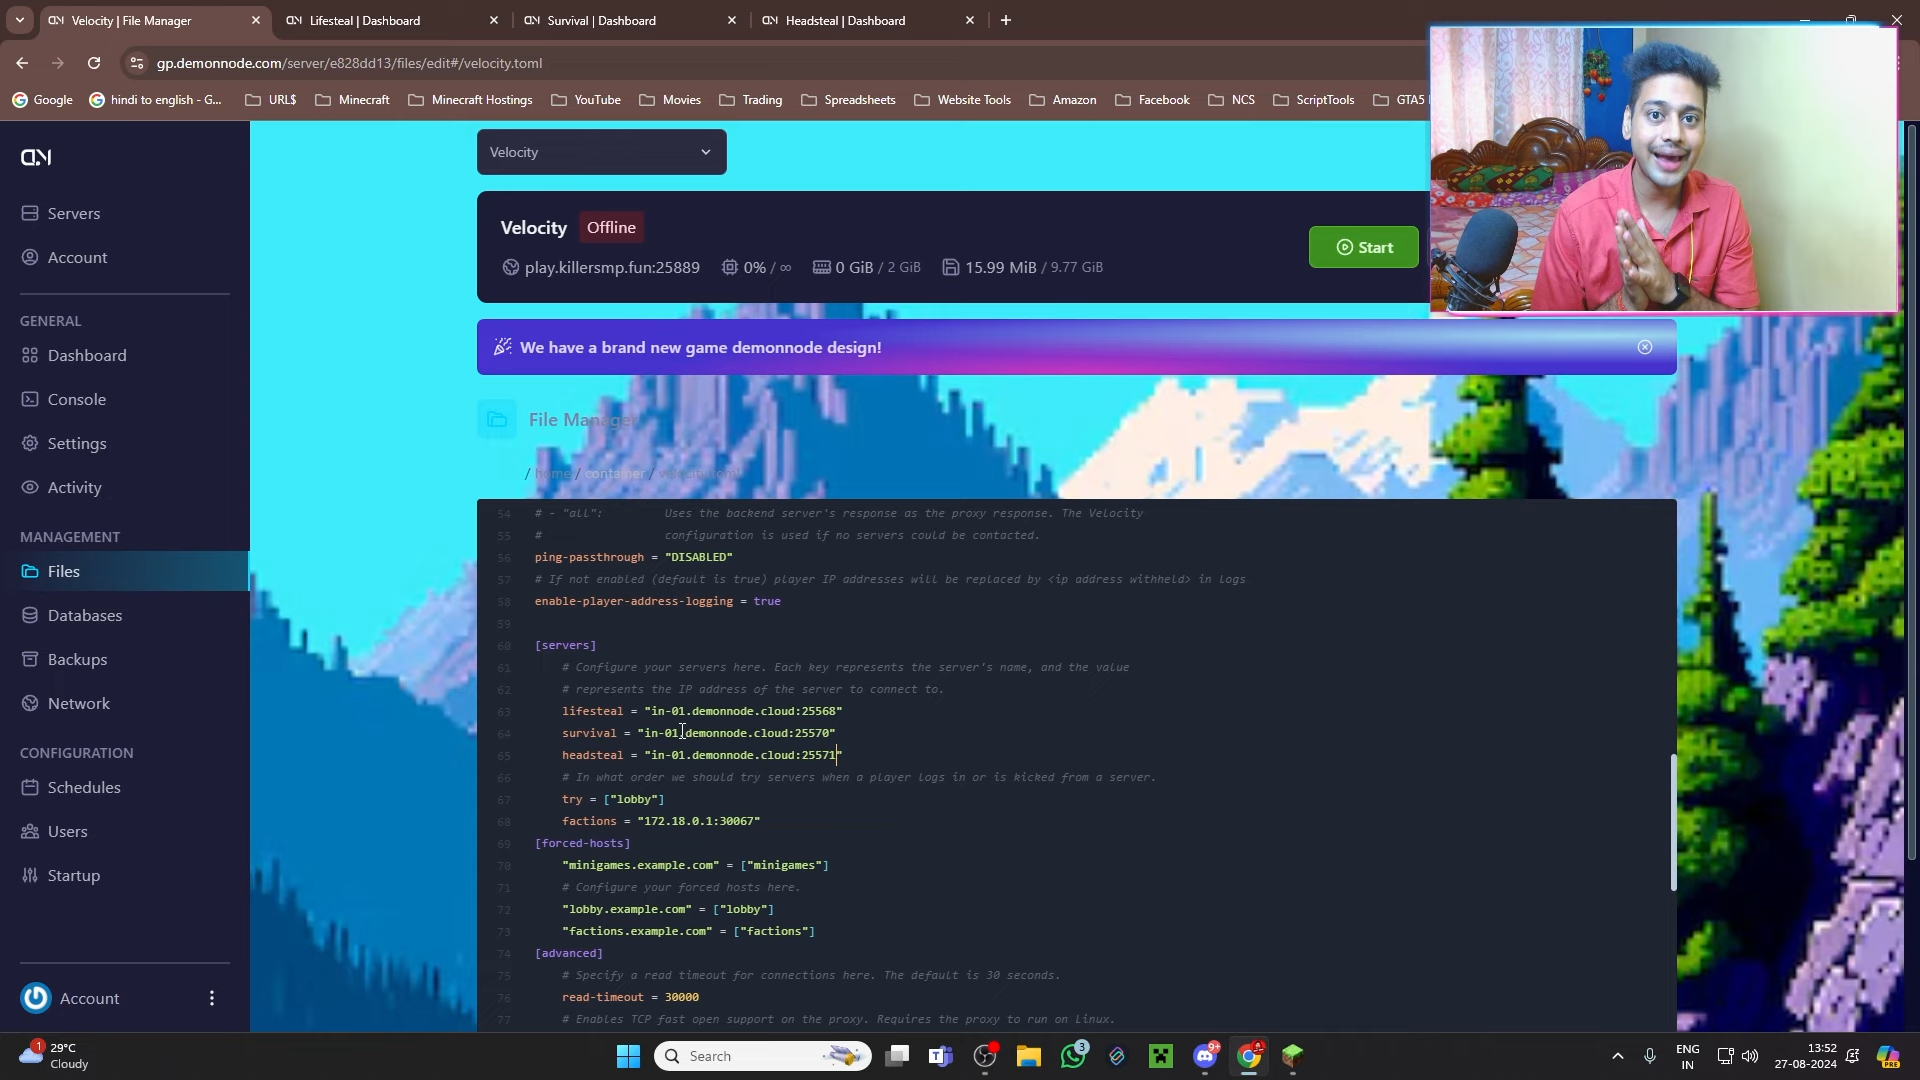 Velocity | File Manager
Lifesteal | Dashboard
Survival | Dashboard
Headsteal | Dashboard
gp.demonnode.com/server/e828dd13/files/edit#/velocity.toml
Google
hindi to english - G...
URL$
Minecraft
Minecraft Hostings
YouTube
Movies
Trading
Spreadsheets
Website Tools
Amazon
Facebook
NCS
ScriptTools
GTA5
Servers
Account
GENERAL
Dashboard
Console
Settings
Activity
MANAGEMENT
Files
Databases
Backups
Network
CONFIGURATION
Schedules
Users
Startup
Account
Velocity
Velocity Offline
play.killersmp.fun:25889 0% / ∞ 0 GiB / 2 GiB 15.99 MiB / 9.77 GiB
Start
We have a brand new game demonnode design!
File Manager
/ home / container / velocity.toml
54 # - "all": Uses the backend server's response as the proxy response. The Velocity
55 # configuration is used if no servers could be contacted.
56 ping-passthrough = "DISABLED"
57 # If not enabled (default is true) player IP addresses will be replaced by <ip address withheld> in logs
58 enable-player-address-logging = true
59
60 [servers]
61 # Configure your servers here. Each key represents the server's name, and the value
62 # represents the IP address of the server to connect to.
63 lifesteal = "in-01.demonnode.cloud:25568"
64 survival = "in-01.demonnode.cloud:25570"
65 headsteal = "in-01.demonnode.cloud:25571"
66 # In what order we should try servers when a player logs in or is kicked from a server.
67 try = ["lobby"]
68 factions = "172.18.0.1:30067"
69 [forced-hosts]
70 "minigames.example.com" = ["minigames"]
71 # Configure your forced hosts here.
72 "lobby.example.com" = ["lobby"]
73 "factions.example.com" = ["factions"]
74 [advanced]
75 # Specify a read timeout for connections here. The default is 30 seconds.
76 read-timeout = 30000
77 # Enables TCP fast open support on the proxy. Requires the proxy to run on Linux.
1
29°C
Cloudy
Search
3
9+
ENG
IN
13:52
27-08-2024
PRE